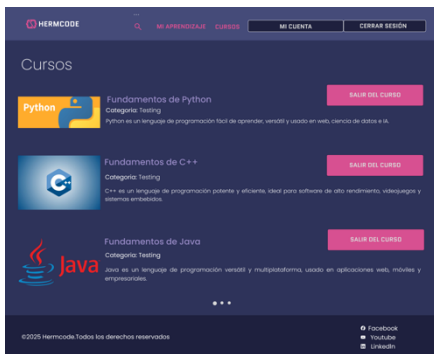 HERMCODE
MI APRENDIZAJE
CURSOS
MI CUENTA
CERRAR SESIÓN
Cursos
Python
Fundamentos de Python
Categoría: Testing
Python es un lenguaje de programación fácil de aprender, versátil y usado en web, ciencia de datos e IA.
SALIR DEL CURSO
C++
Fundamentos de C++
Categoría: Testing
C++ es un lenguaje de programación potente y eficiente, ideal para software de alto rendimiento, videojuegos y
sistemas embebidos.
SALIR DEL CURSO
Java
Fundamentos de Java
Categoría: Testing
Java es un lenguaje de programación versátil y multiplataforma, usado en aplicaciones web, móviles y
empresariales.
SALIR DEL CURSO
©2025 Hermcode.Todos los derechos reservados
Facebook
Youtube
LinkedIn